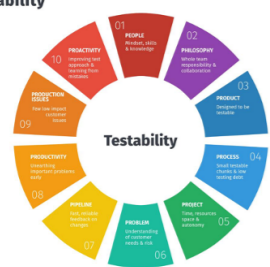 ability
01
PEOPLE
Mindset, skills
& knowledge
02
PHILOSOPHY
Whole team
responsibility &
collaboration
03
PRODUCT
Designed to be
testable
PROCESS
04
Small testable
chunks & low
testing debt
PROJECT
Time, resources
space &
autonomy
05
PROBLEM
Understanding
of customer
needs & risk
06
PIPELINE
Fast, reliable
feedback on
changes
07
PRODUCTIVITY
important problems
early
08
PRODUCTION
ISSUES
Few low impact
customer
issues
09
PROACTIVITY
Improving test
approach &
learning from
mistakes
10
Testability